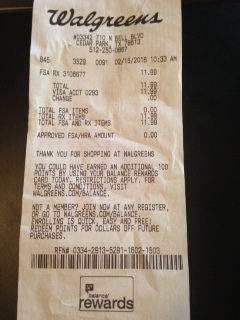 Walgreens
#03342 710 N BELL BLVD
CEDAR PARK, TX 78613
512-250-0867
845 3529 0091 02/15/2016 10:33 AM
FSA RX 3108677 11.99
TOTAL 11.99
VISA ACCT 0293 11.99
CHANGE .00
TOTAL FSA ITEMS 0.00
TOTAL RX ITEMS 11.99
TOTAL FSA AND RX ITEMS 11.99
APPROVED FSA/HRA AMOUNT 0.00
THANK YOU FOR SHOPPING AT WALGREENS
YOU COULD HAVE EARNED AN ADDITIONAL 100
POINTS BY USING YOUR BALANCE REWARDS
CARD TODAY. RESTRICTIONS APPLY. FOR
TERMS AND CONDITIONS, VISIT
WALGREENS.COM/BALANCE.
NOT A MEMBER? JOIN NOW AT ANY REGISTER,
OR GO TO WALGREENS.COM/BALANCE.
ENROLLING IS QUICK, EASY AND FREE!
REDEEM POINTS FOR DOLLARS OFF FUTURE
PURCHASES.
RFN# 0334-2913-5291-1602-1503
balance
rewards